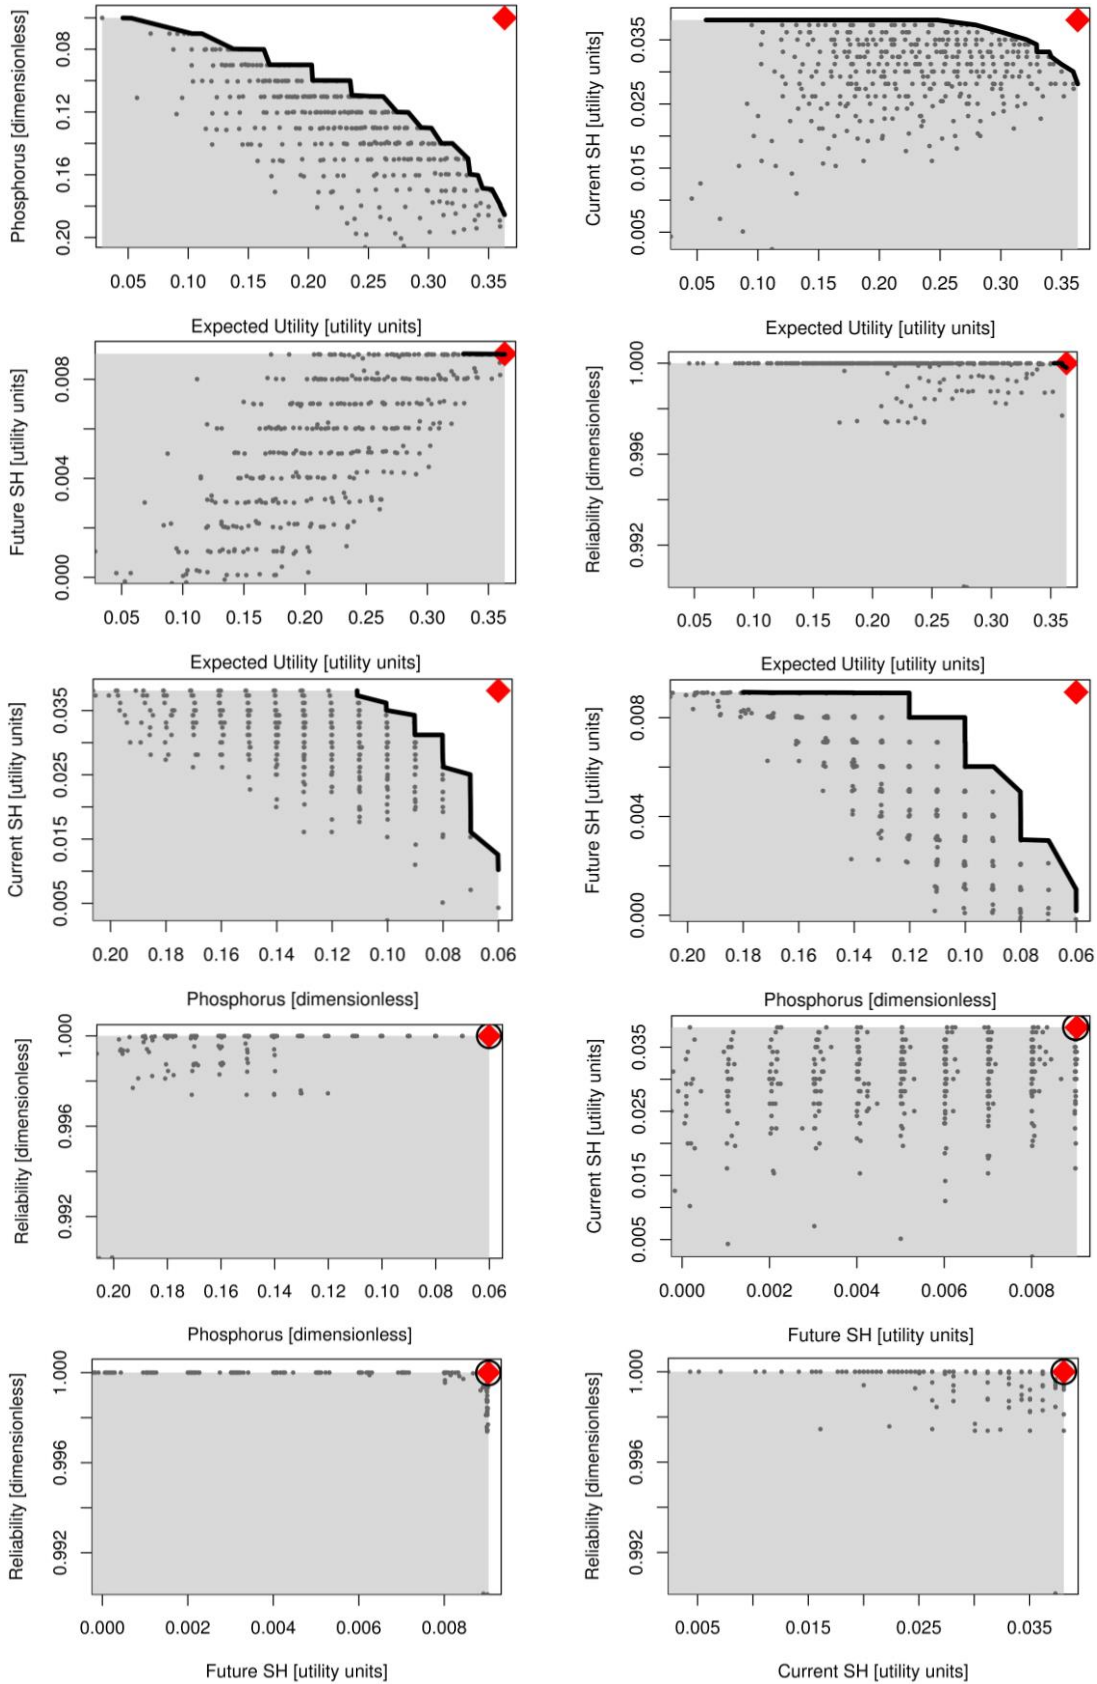 Phosphorus [dimensionless]
0.08
0.12
0.16
0.20
0.05 0.10 0.15 0.20 0.25 0.30 0.35
Expected Utility [utility units]
Current SH [utility units]
0.035
0.025
0.015
0.005
0.05 0.10 0.15 0.20 0.25 0.30 0.35
Expected Utility [utility units]
Future SH [utility units]
0.008
0.004
0.000
0.05 0.10 0.15 0.20 0.25 0.30 0.35
Expected Utility [utility units]
Reliability [dimensionless]
1.000
0.996
0.992
0.05 0.10 0.15 0.20 0.25 0.30 0.35
Expected Utility [utility units]
Current SH [utility units]
0.035
0.025
0.015
0.005
0.20 0.18 0.16 0.14 0.12 0.10 0.08 0.06
Phosphorus [dimensionless]
Future SH [utility units]
0.008
0.004
0.000
0.20 0.18 0.16 0.14 0.12 0.10 0.08 0.06
Phosphorus [dimensionless]
Reliability [dimensionless]
1.000
0.996
0.992
0.20 0.18 0.16 0.14 0.12 0.10 0.08 0.06
Phosphorus [dimensionless]
Current SH [utility units]
0.035
0.025
0.015
0.005
0.000 0.002 0.004 0.006 0.008
Future SH [utility units]
Reliability [dimensionless]
1.000
0.996
0.992
0.000 0.002 0.004 0.006 0.008
Future SH [utility units]
Reliability [dimensionless]
1.000
0.996
0.992
0.005 0.015 0.025 0.035
Current SH [utility units]